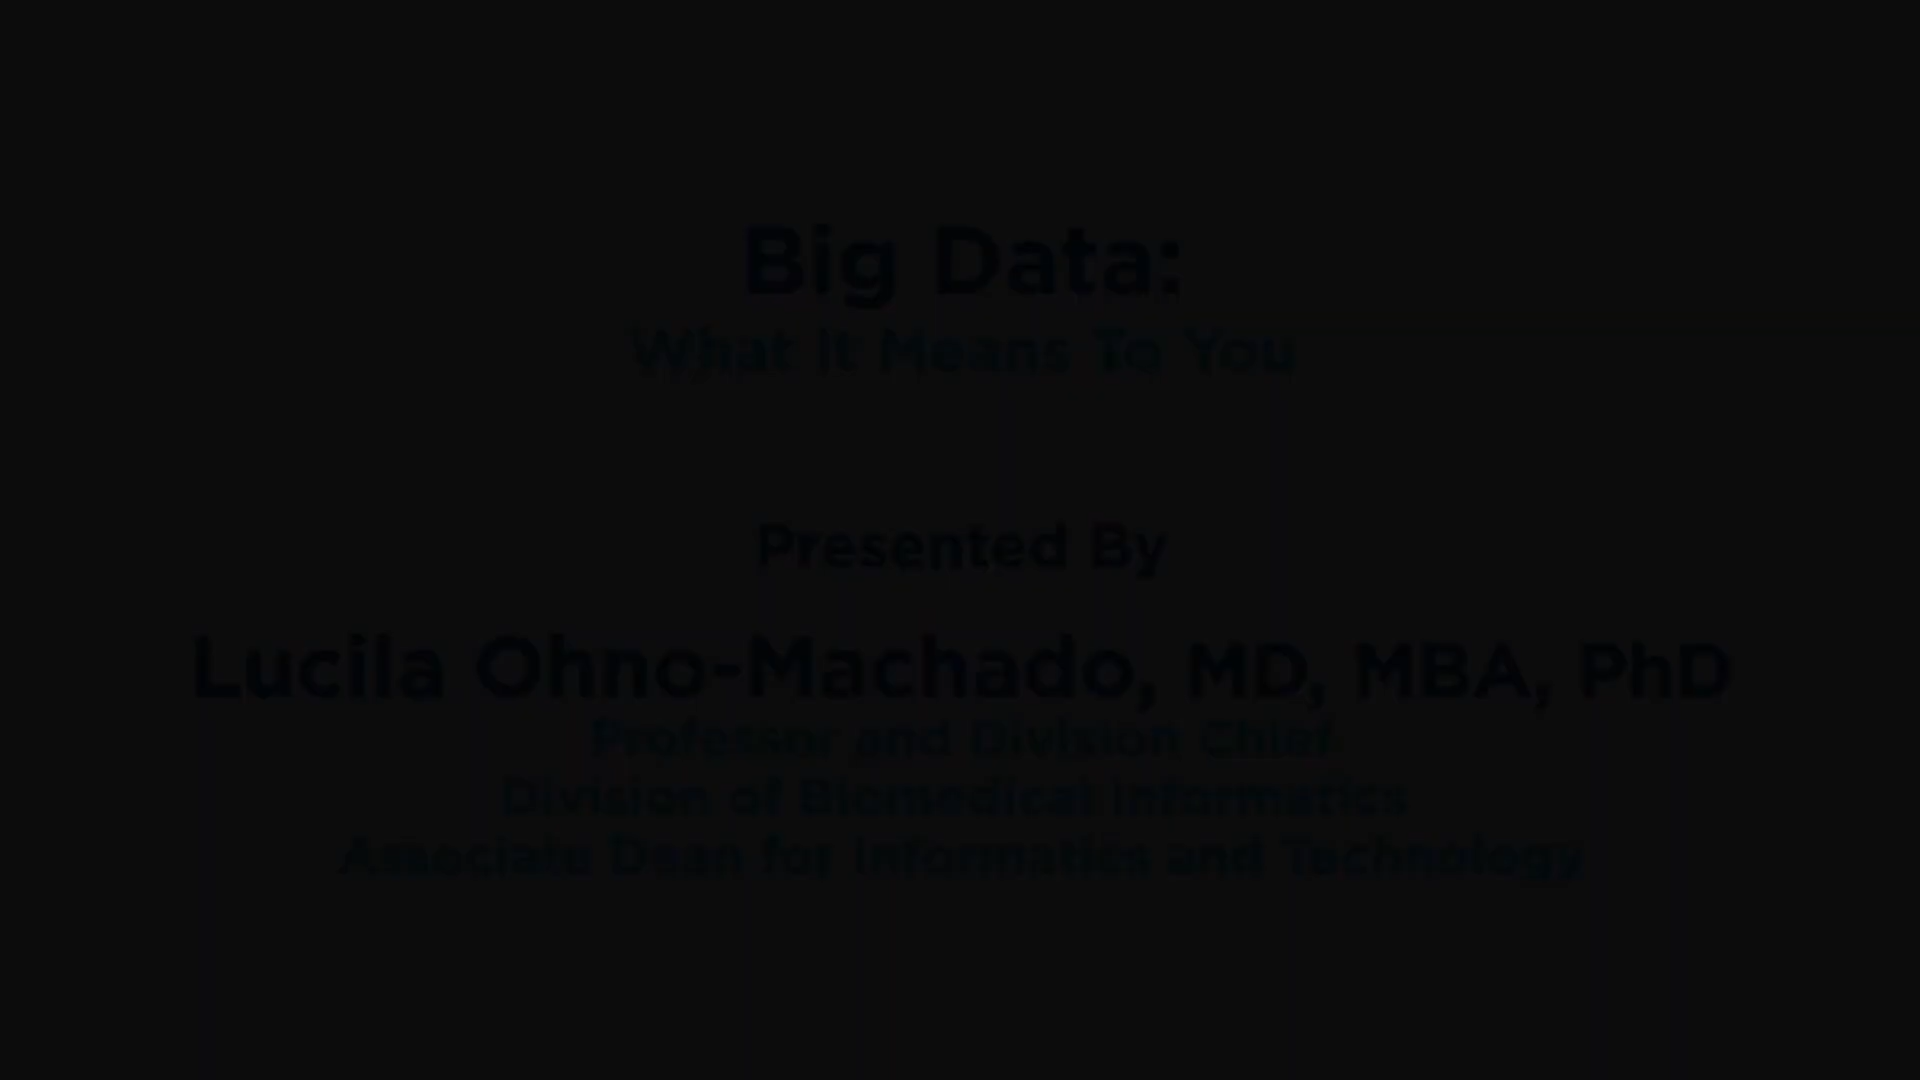 Big Data:
What It Means To You
Presented By
Lucila Ohno-Machado, MD, MBA, PhD
Professor and Division Chief
Division of Biomedical Informatics
Associate Dean for Informatics and Technology